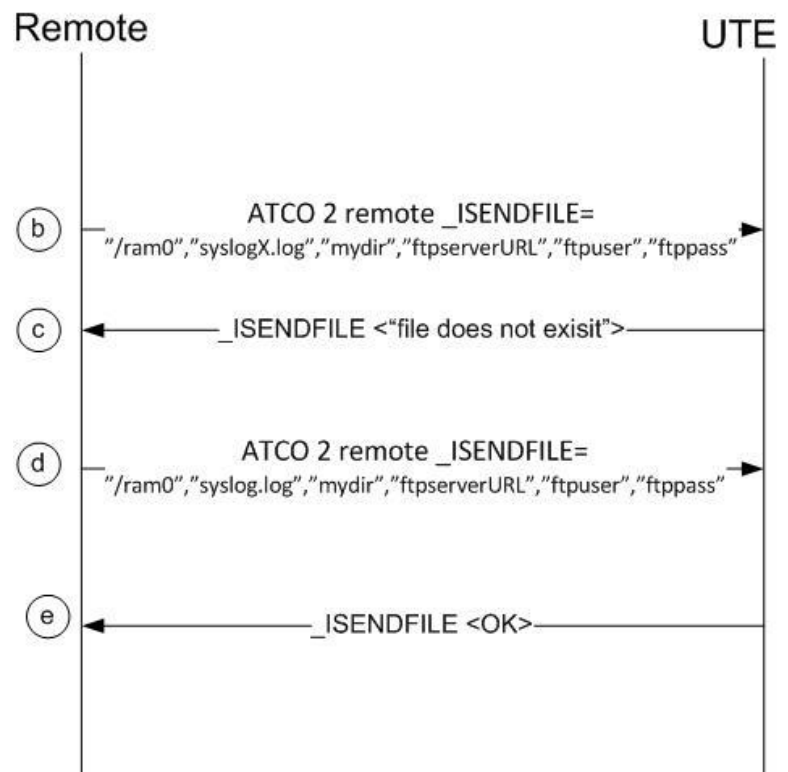 Remote
UTE
b
ATCO 2 remote _ISENDFILE=
”/ram0”,”syslogX.log”,”mydir”,”ftpserverURL”,”ftpuser”,”ftppass”
c
_ISENDFILE <“file does not exisit”>
d
ATCO 2 remote _ISENDFILE=
”/ram0”,”syslog.log”,”mydir”,”ftpserverURL”,”ftpuser”,”ftppass”
e
_ISENDFILE <OK>